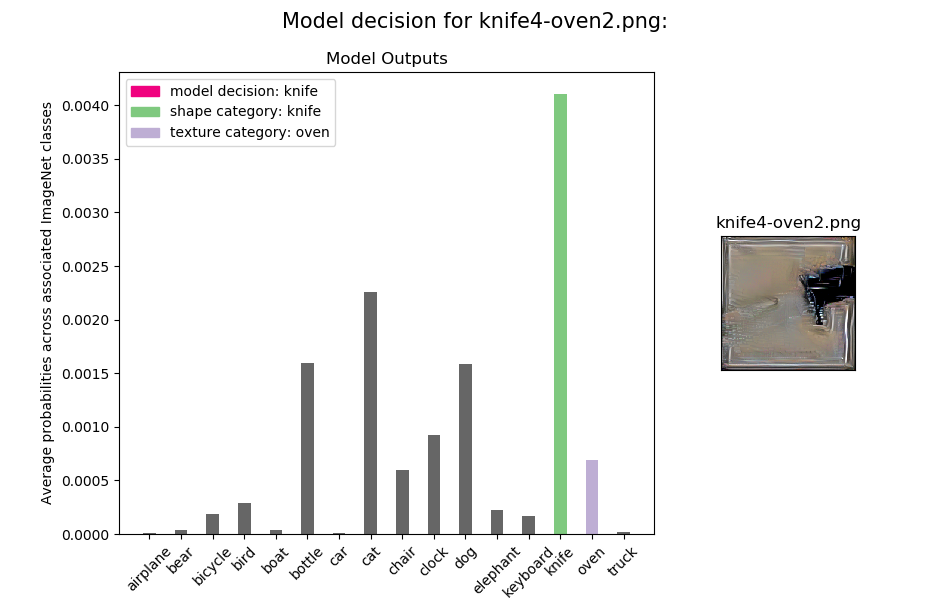 Model decision for knife4-oven2.png:
Model Outputs
model decision: knife
shape category: knife
texture category: oven
Average probabilities across associated ImageNet classes
0.0040
0.0035
0.0030
0.0025
0.0020
0.0015
0.0010
0.0005
0.0000
airplane
bear
bicycle
bird
boat
bottle
car
cat
chair
clock
dog
elephant
keyboard
knife
oven
truck
knife4-oven2.png